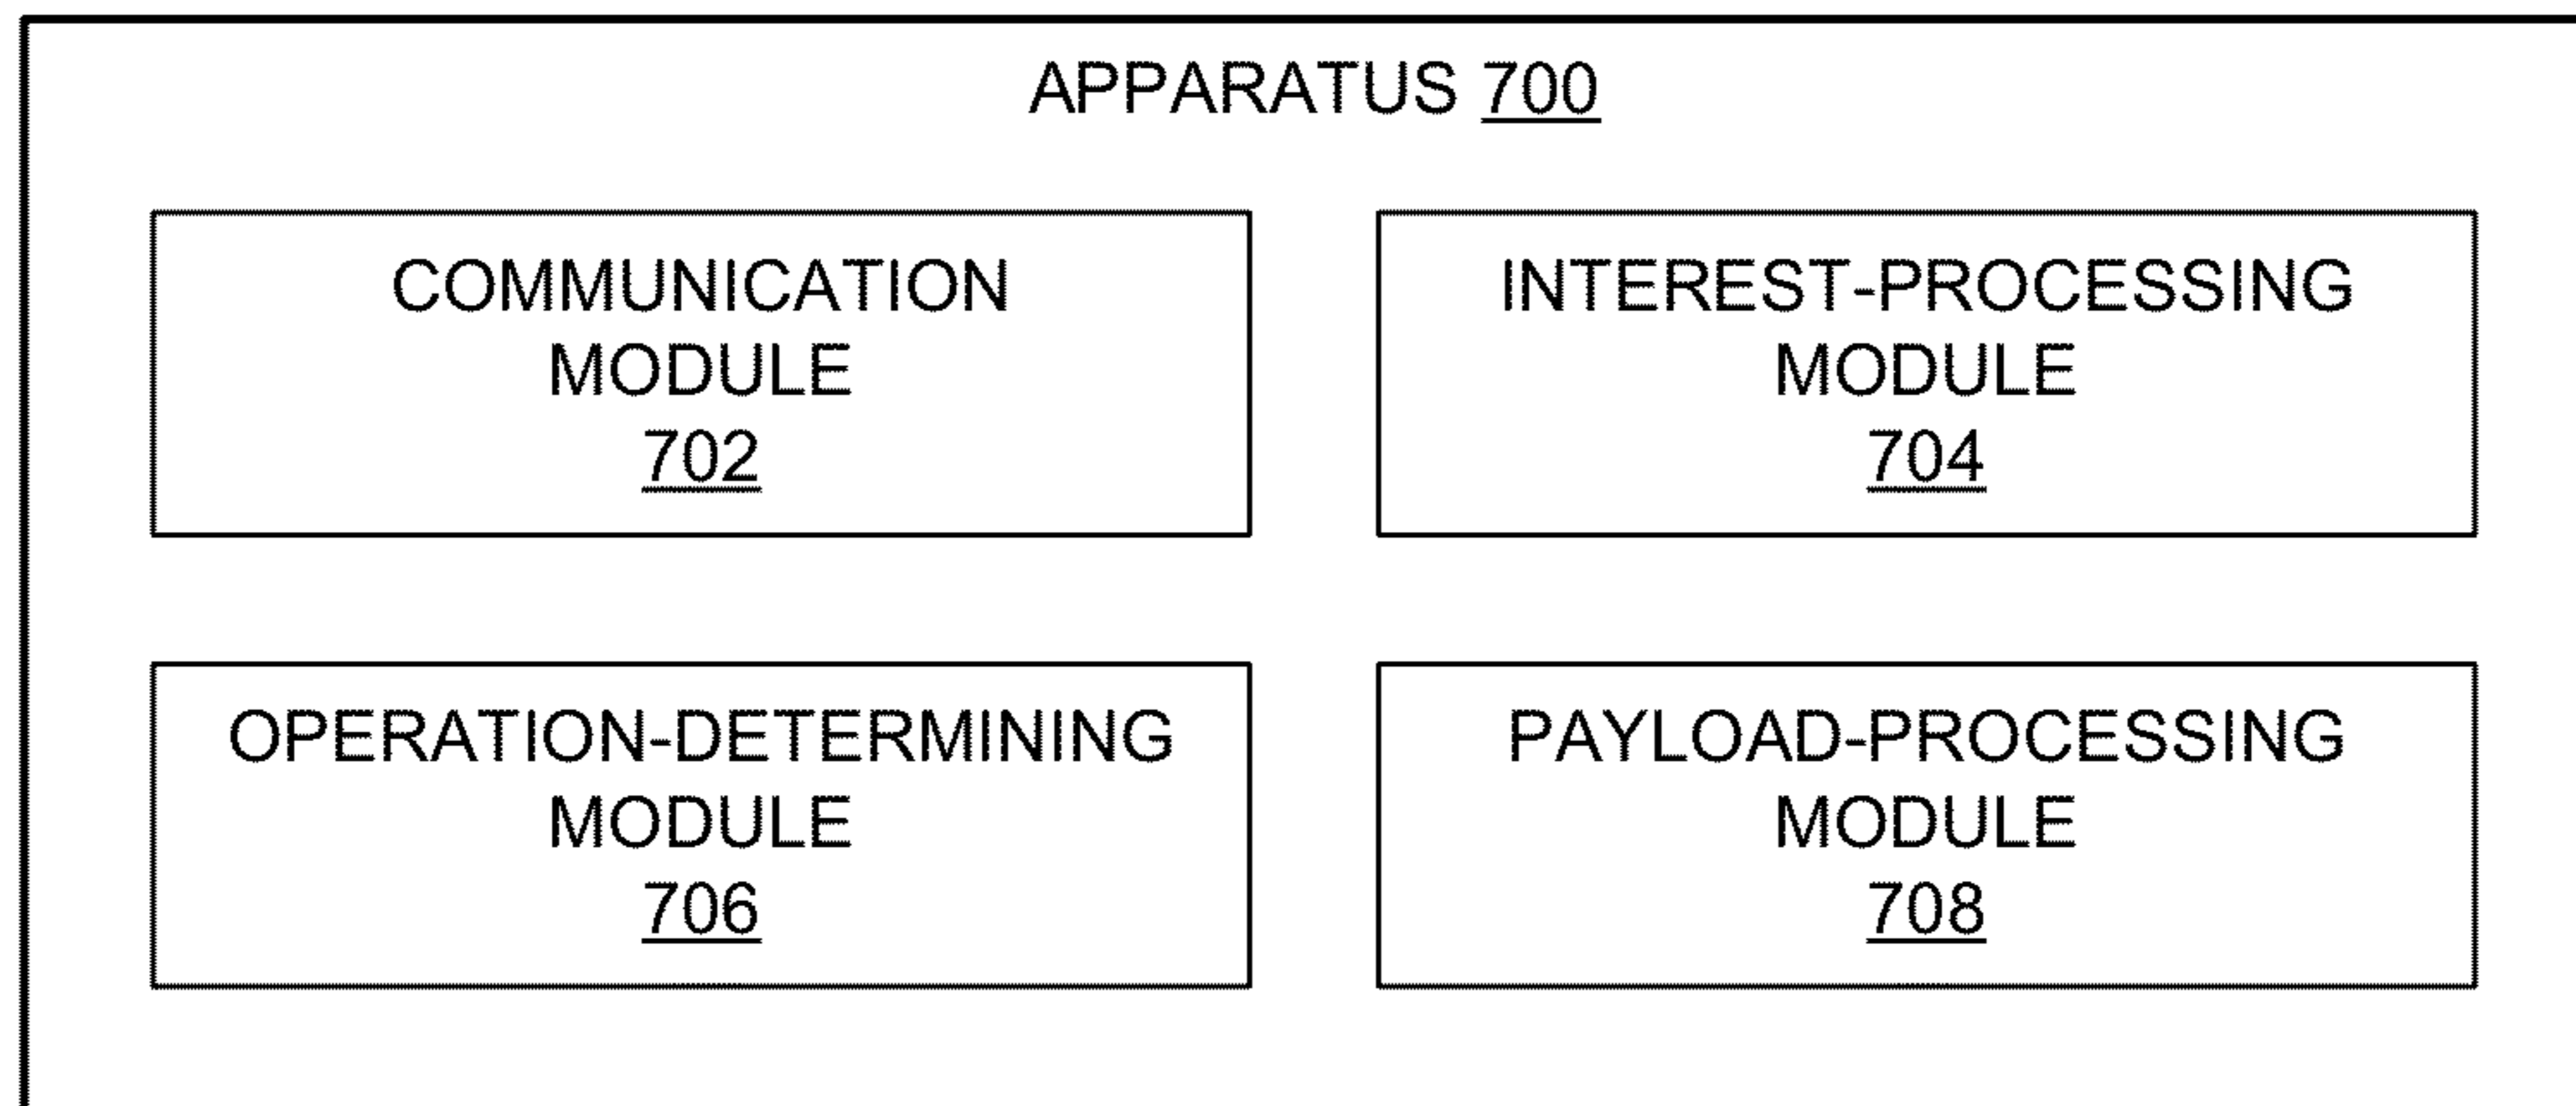 APPARATUS 700
COMMUNICATION
MODULE
702
INTEREST-PROCESSING
MODULE
704
OPERATION-DETERMINING
MODULE
706
PAYLOAD-PROCESSING
MODULE
708